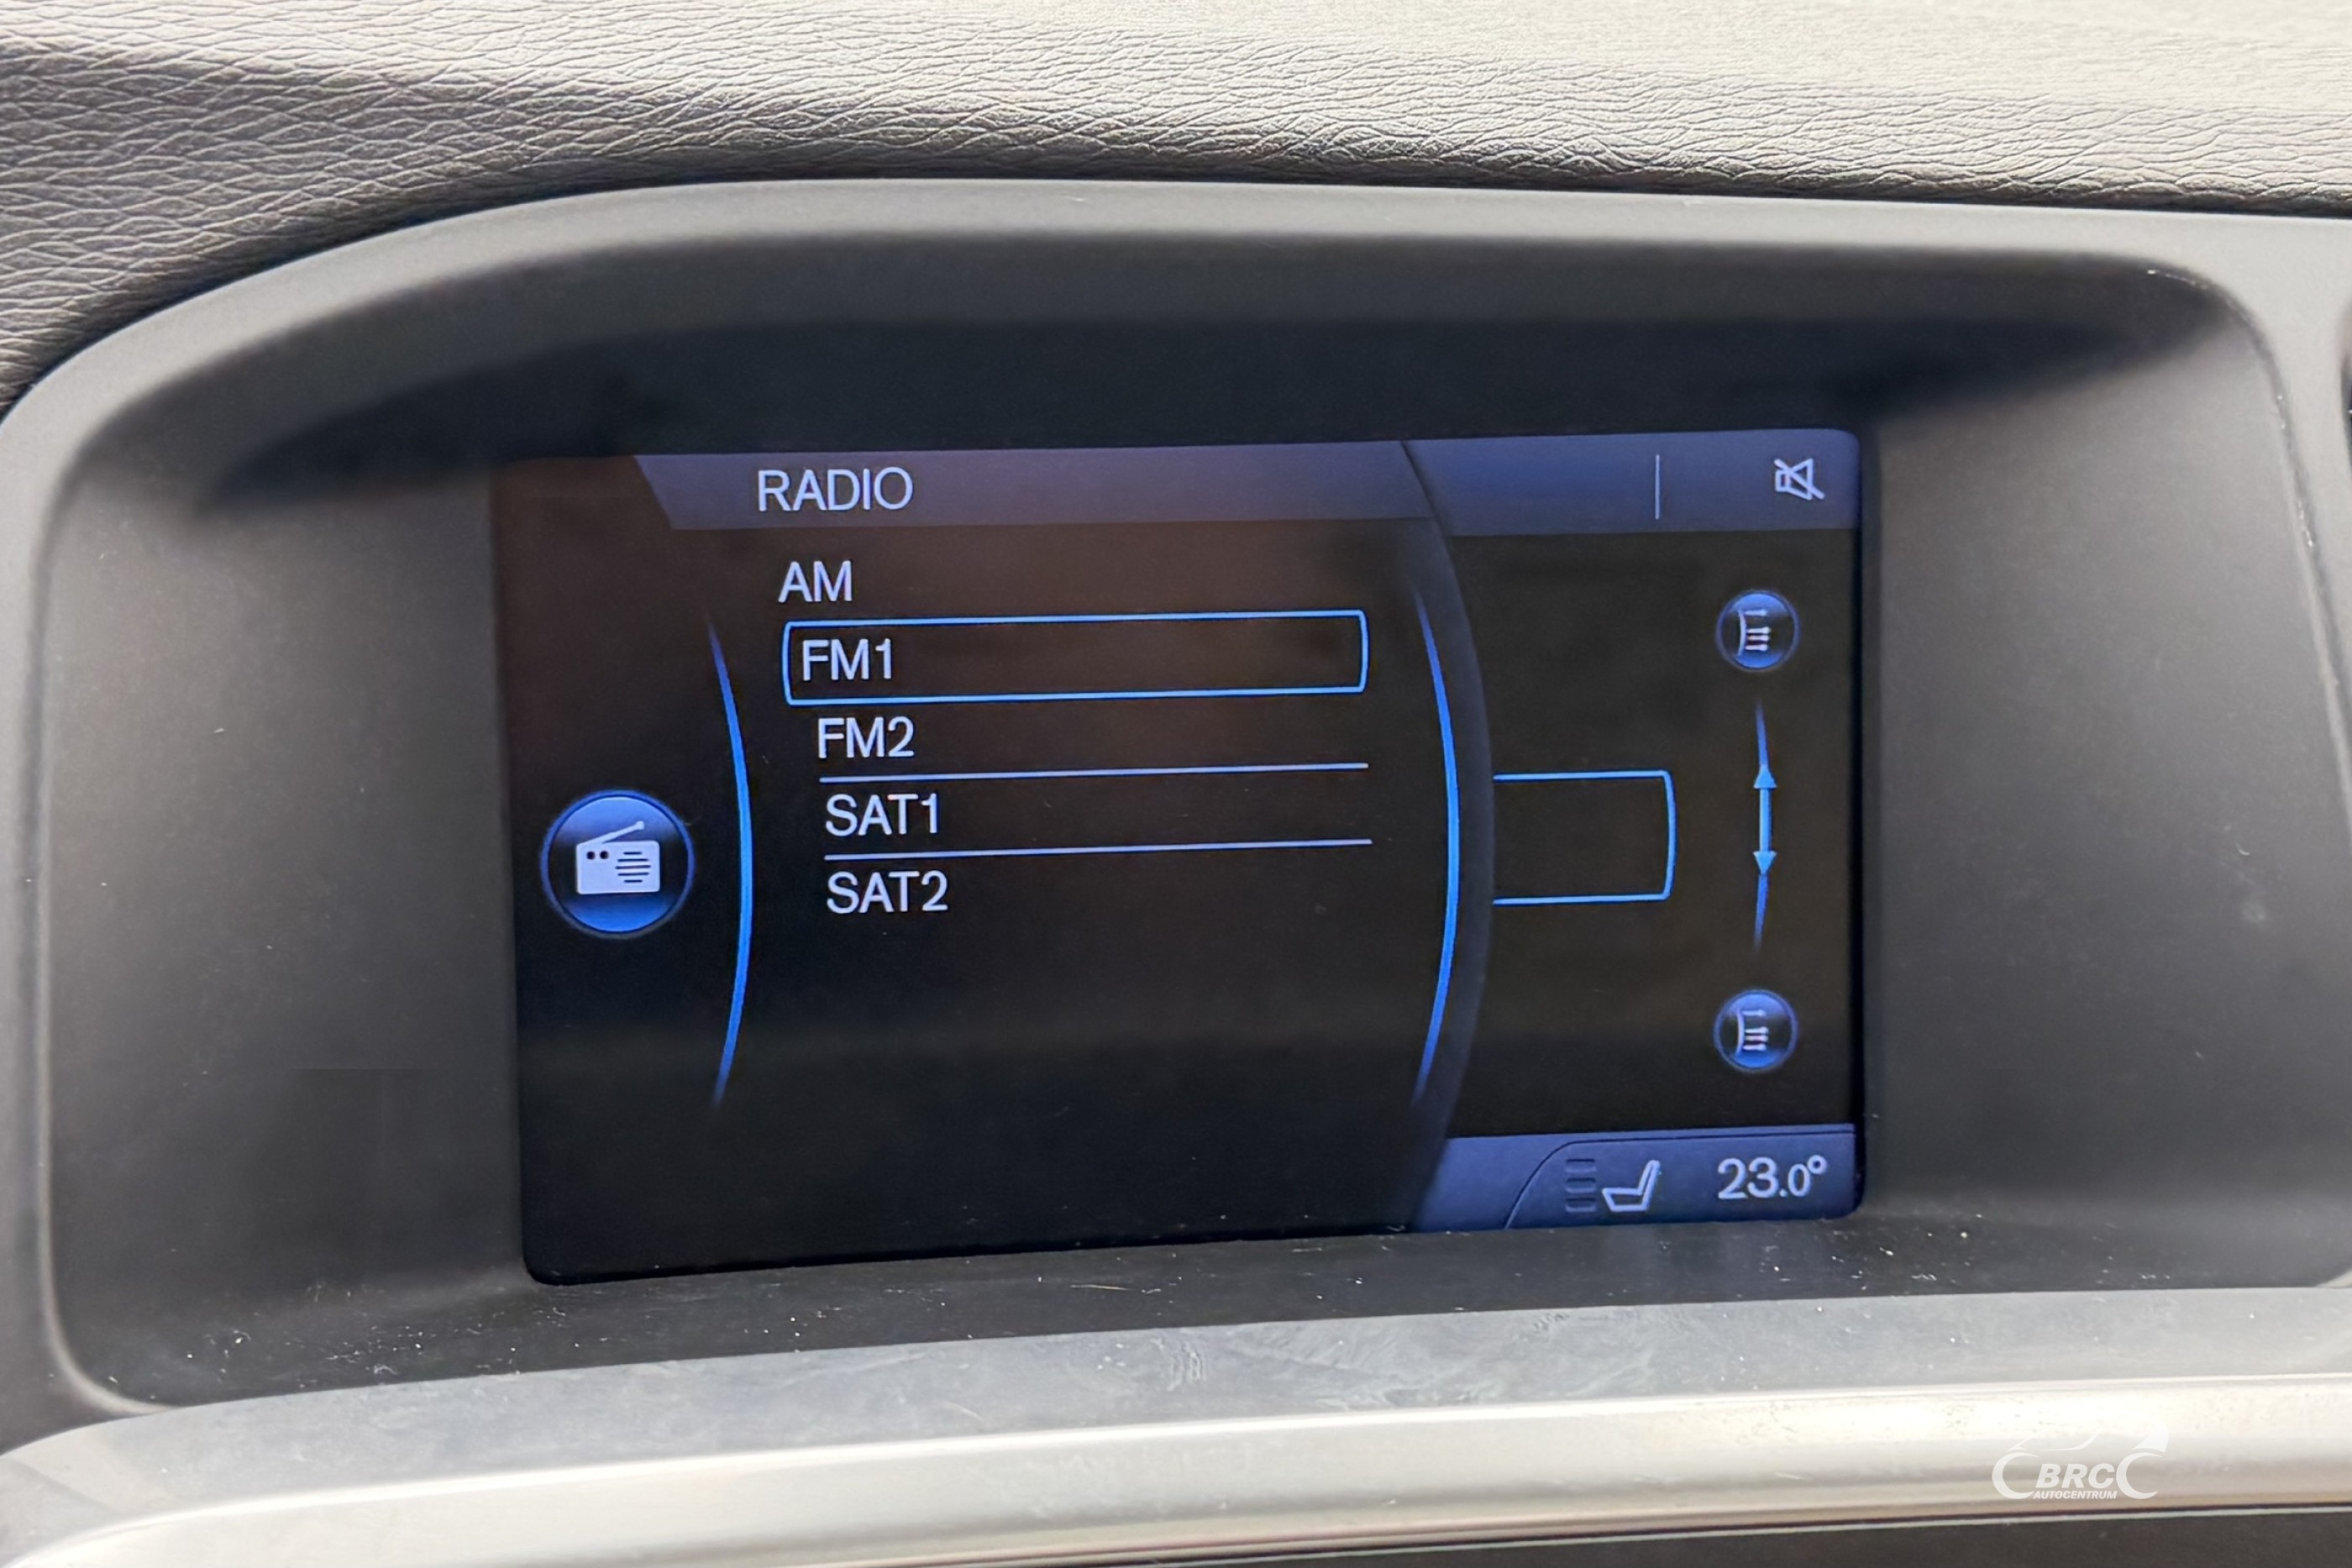 RADIO
AM
FM1
FM2
SAT1
SAT2
23.0°
BRC
AUTOCENTRUM